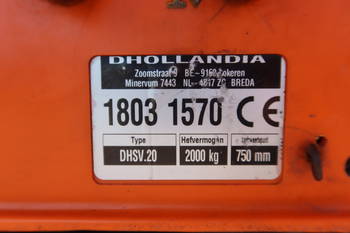 DHOLLANDIA
Zoomstraat 9 BE-9160 Lokeren
Minervum 7443 NL-4817 ZG BREDA
1803 1570 CE
Type Hefvermogen
DHSV.20 2000 kg 750 mm